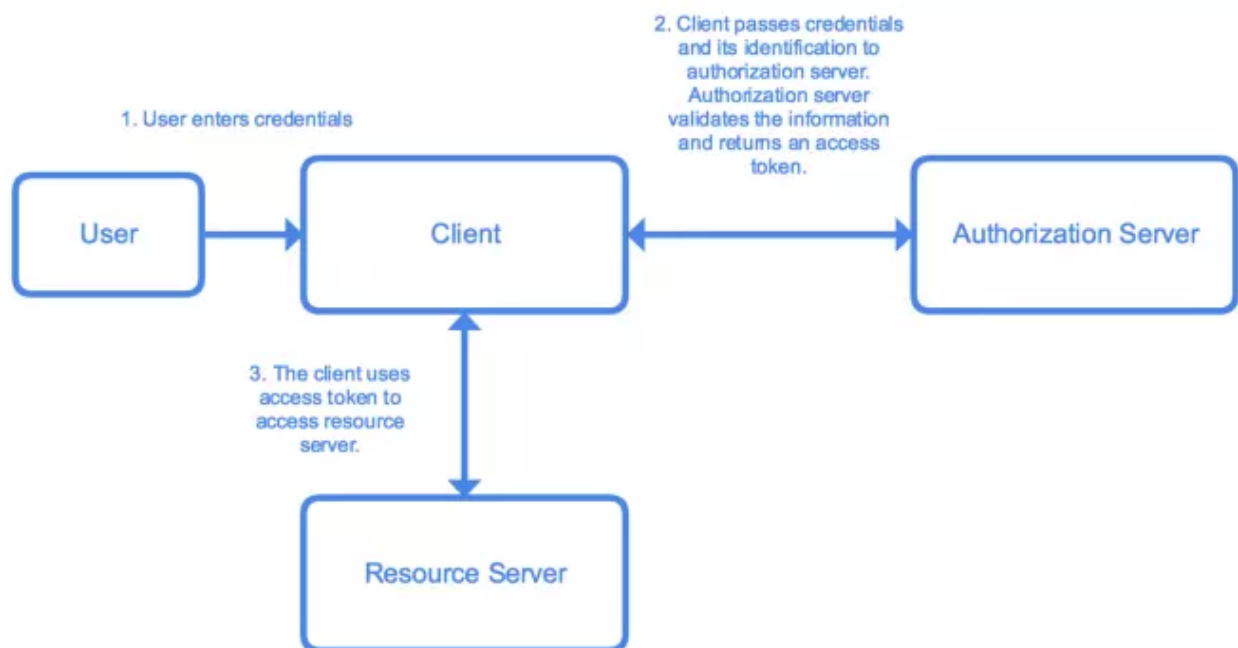 2. Client passes credentials
and its identification to
authorization server.
Authorization server
validates the information
and returns an access
token.
1. User enters credentials
User
Client
Authorization Server
3. The client uses
access token to
access resource
server.
Resource Server